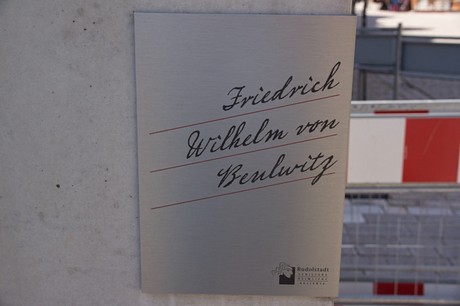 Friedrich
Wilhelm von
Beulwitz
Rudolstadt